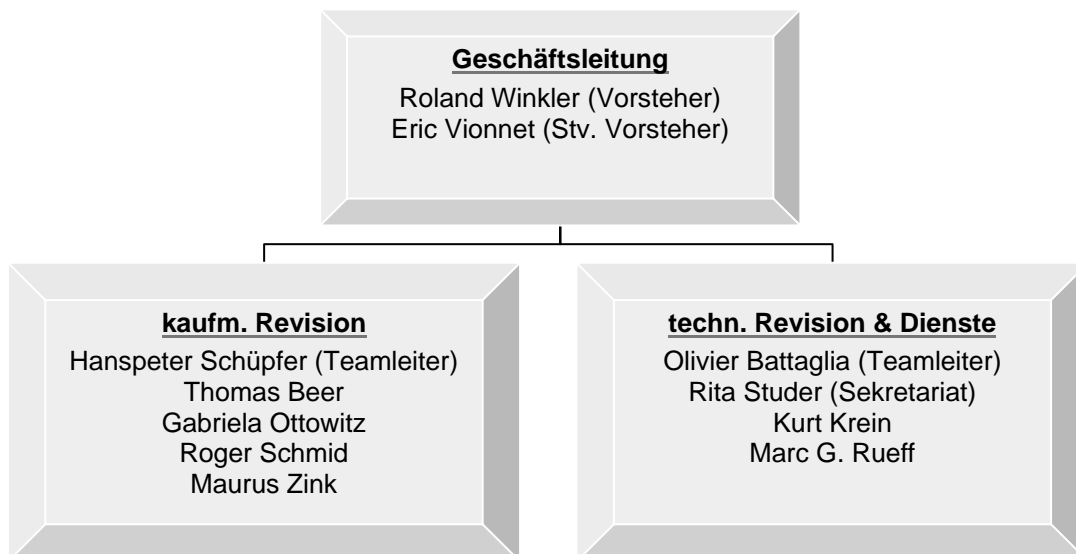 Geschäftsleitung
Roland Winkler (Vorsteher)
Eric Vionnet (Stv. Vorsteher)
kaufm. Revision
Hanspeter Schüpfer (Teamleiter)
Thomas Beer
Gabriela Ottowitz
Roger Schmid
Maurus Zink
techn. Revision & Dienste
Olivier Battaglia (Teamleiter)
Rita Studer (Sekretariat)
Kurt Krein
Marc G. Rueff